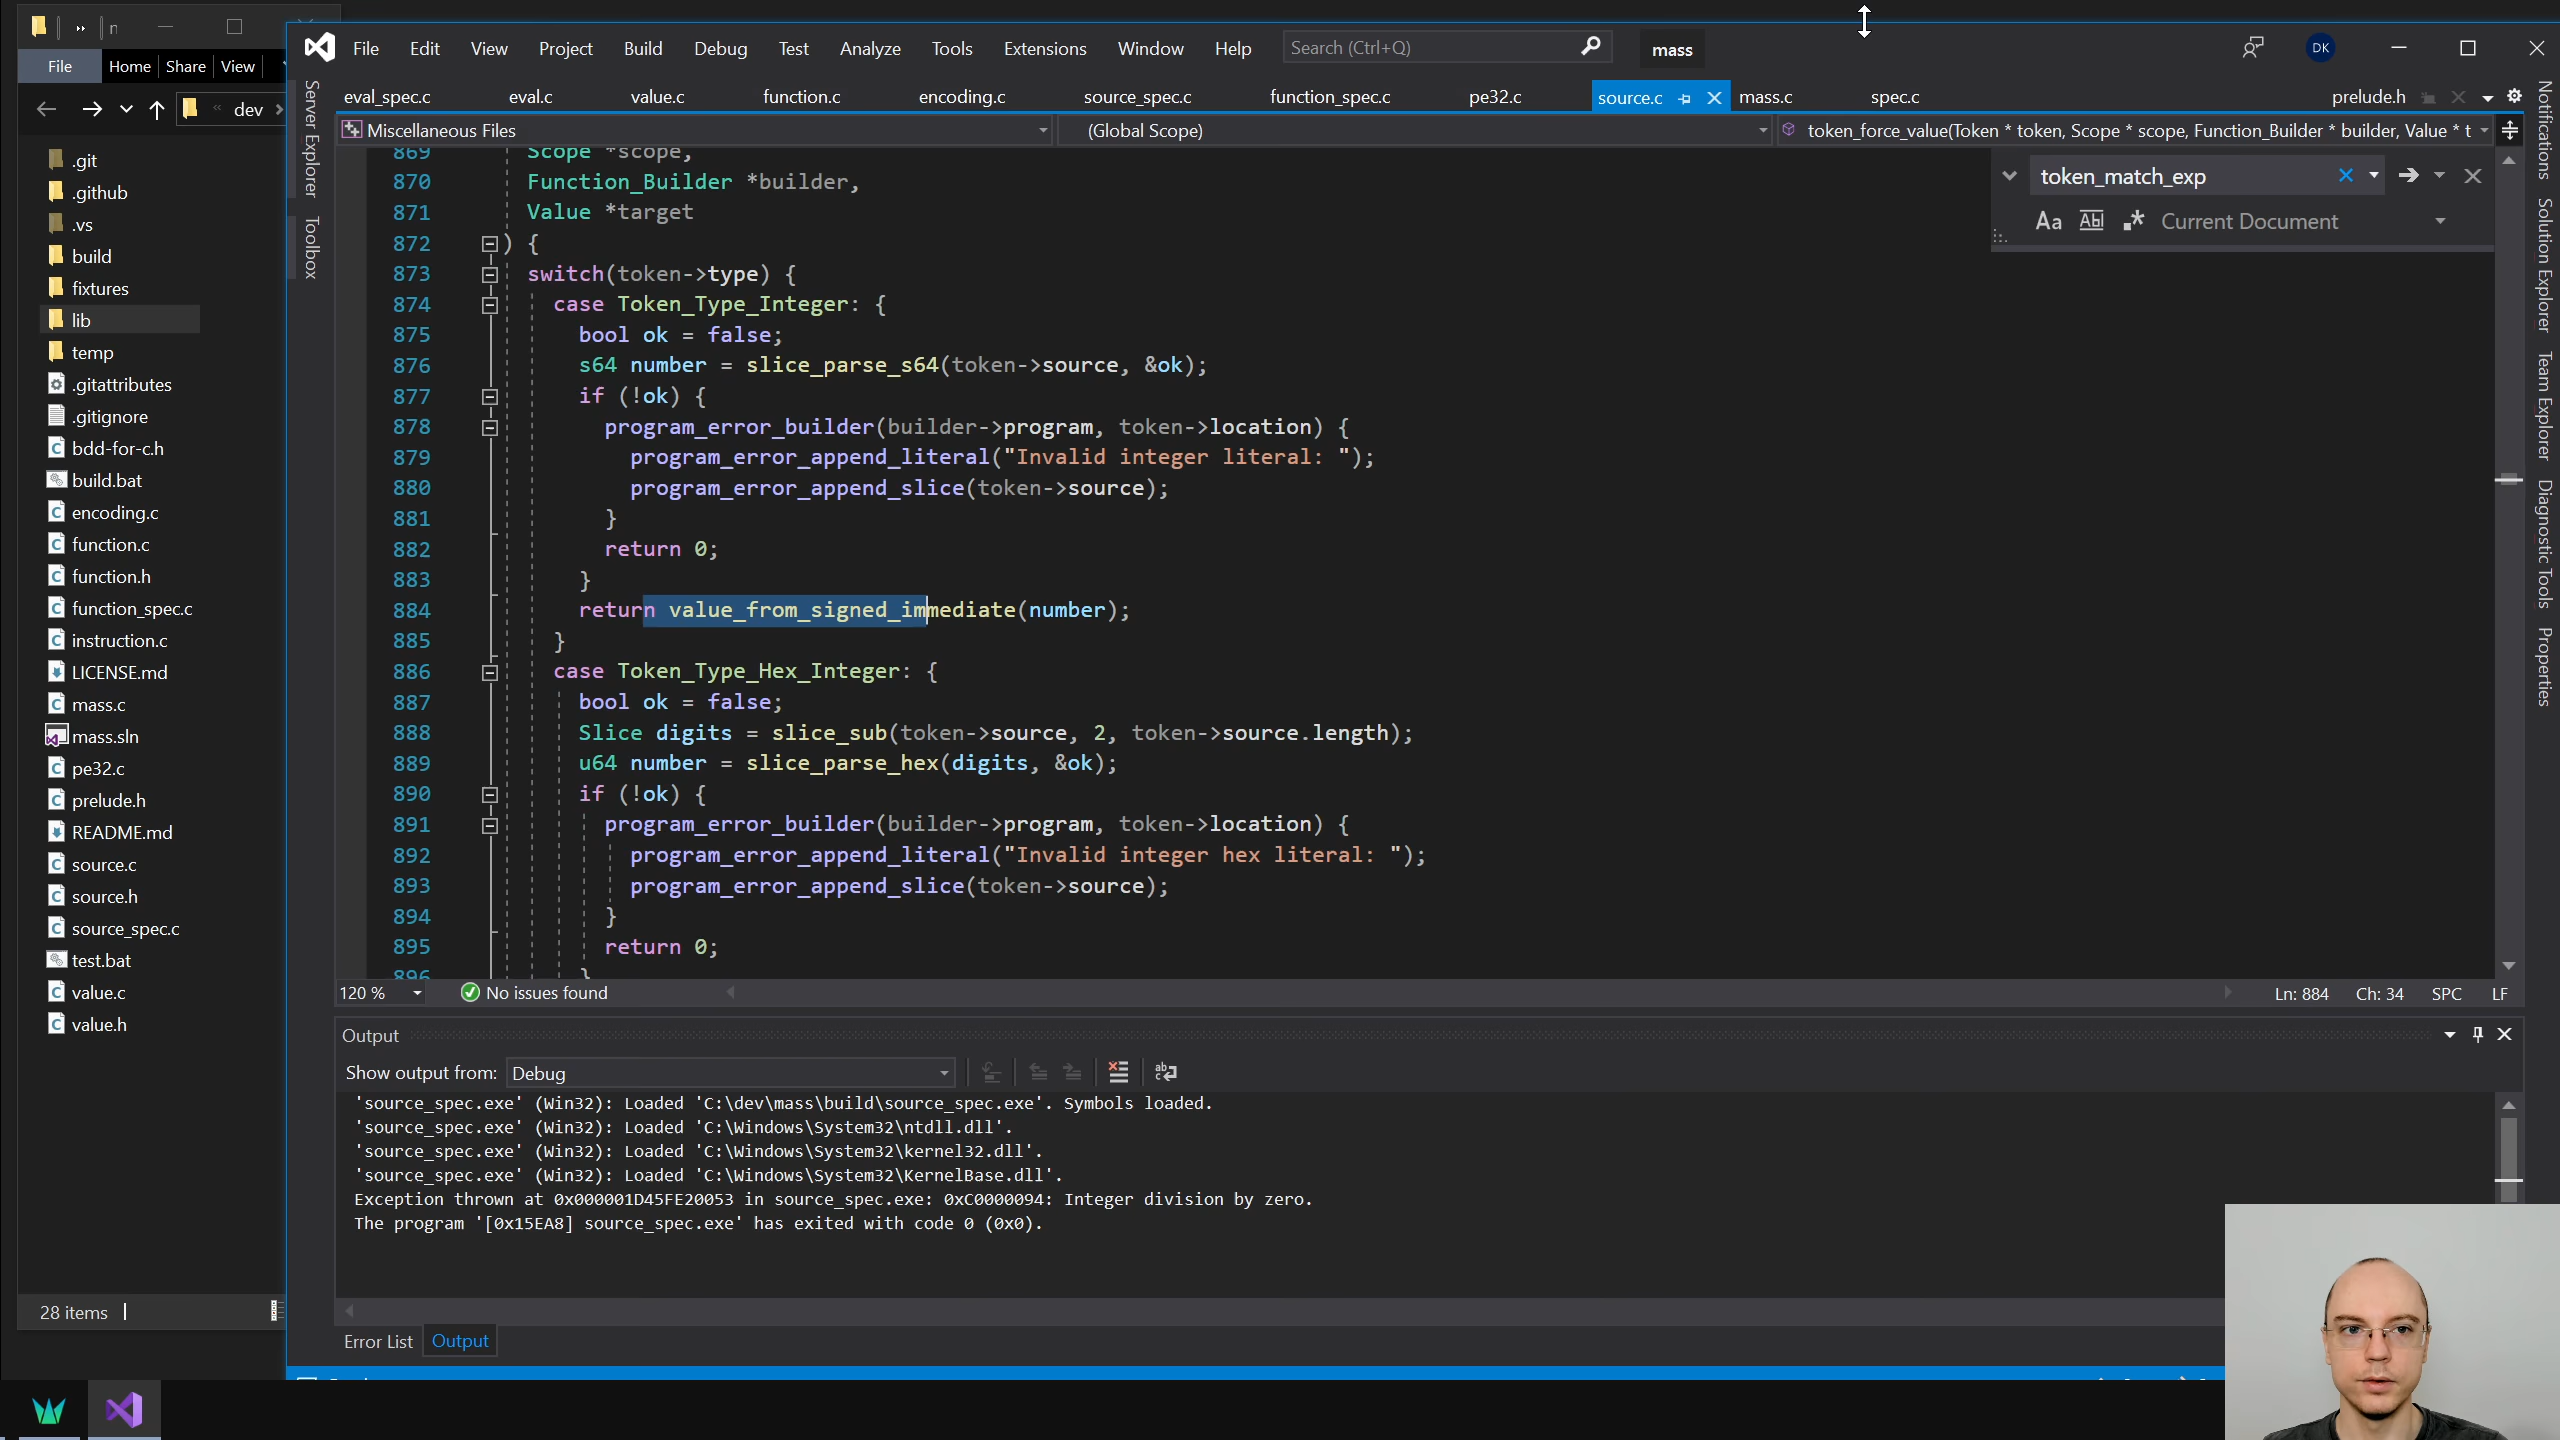 File Edit View Project Build Debug Test Analyze Tools Extensions Window Help Search (Ctrl+Q) mass DK
File Home Share View
dev
.git
.github
.vs
build
fixtures
lib
temp
.gitattributes
.gitignore
bdd-for-c.h
build.bat
encoding.c
function.c
function.h
function_spec.c
instruction.c
LICENSE.md
mass.c
mass.sln
pe32.c
prelude.h
README.md
source.c
source.h
source_spec.c
test.bat
value.c
value.h
28 items
Server Explorer
Toolbox
eval_spec.c eval.c value.c function.c encoding.c source_spec.c function_spec.c pe32.c source.c mass.c spec.c prelude.h
Miscellaneous Files (Global Scope) token_force_value(Token * token, Scope * scope, Function_Builder * builder, Value * t
token_match_exp
Aa Abl .* Current Document
869 Scope *scope,
870 Function_Builder *builder,
871 Value *target
872 ) {
873 switch(token->type) {
874 case Token_Type_Integer: {
875 bool ok = false;
876 s64 number = slice_parse_s64(token->source, &ok);
877 if (!ok) {
878 program_error_builder(builder->program, token->location) {
879 program_error_append_literal("Invalid integer literal: ");
880 program_error_append_slice(token->source);
881 }
882 return 0;
883 }
884 return value_from_signed_immediate(number);
885 }
886 case Token_Type_Hex_Integer: {
887 bool ok = false;
888 Slice digits = slice_sub(token->source, 2, token->source.length);
889 u64 number = slice_parse_hex(digits, &ok);
890 if (!ok) {
891 program_error_builder(builder->program, token->location) {
892 program_error_append_literal("Invalid integer hex literal: ");
893 program_error_append_slice(token->source);
894 }
895 return 0;
896 }
120 % No issues found Ln: 884 Ch: 34 SPC LF
Output
Show output from: Debug
'source_spec.exe' (Win32): Loaded 'C:\dev\mass\build\source_spec.exe'. Symbols loaded.
'source_spec.exe' (Win32): Loaded 'C:\Windows\System32\ntdll.dll'.
'source_spec.exe' (Win32): Loaded 'C:\Windows\System32\kernel32.dll'.
'source_spec.exe' (Win32): Loaded 'C:\Windows\System32\KernelBase.dll'.
Exception thrown at 0x000001D45FE20053 in source_spec.exe: 0xC0000094: Integer division by zero.
The program '[0x15EA8] source_spec.exe' has exited with code 0 (0x0).
Error List Output
Notifications
Solution Explorer
Team Explorer
Diagnostic Tools
Properties